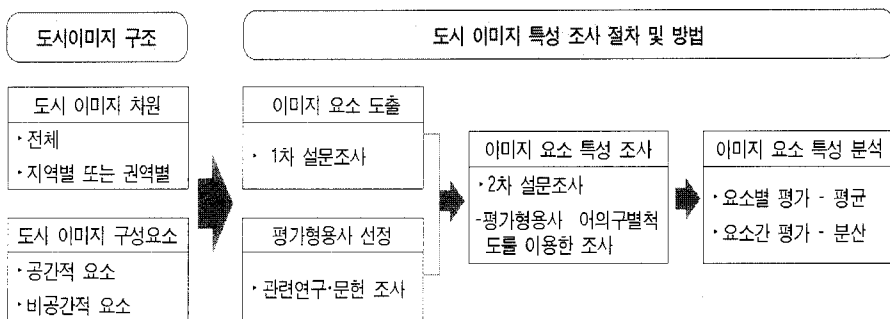 도시이미지 구조
도시 이미지 특성 조사 절차 및 방법
도시 이미지 차원
‣전체
‣지역별 또는 권역별
도시 이미지 구성요소
‣공간적 요소
‣비공간적 요소
이미지 요소 도출
‣ 1차 설문조사
평가형용사 선정
‣관련연구·문헌 조사
이미지 요소 특성 조사
‣2차 설문조사
-평가형용사 어의구별척
도를 이용한 조사
이미지 요소 특성 분석
‣요소별 평가 - 평균
‣요소간 평가 - 분산